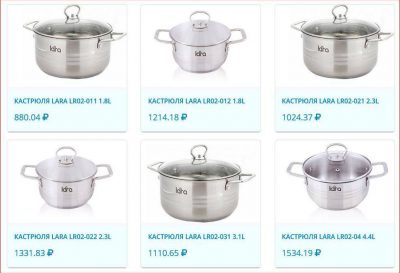 Lara
Lara
Lara
КАСТРЮЛЯ LARA LR02-011 1.8L
КАСТРЮЛЯ LARA LR02-012 1.8L
КАСТРЮЛЯ LARA LR02-021 2.3L
880.04 ₽
1214.18 ₽
1024.37 ₽
Lara
Lara
Lara
КАСТРЮЛЯ LARA LR02-022 2.3L
КАСТРЮЛЯ LARA LR02-031 3.1L
КАСТРЮЛЯ LARA LR02-04 4.4L
1331.83 ₽
1110.65 ₽
1534.19 ₽